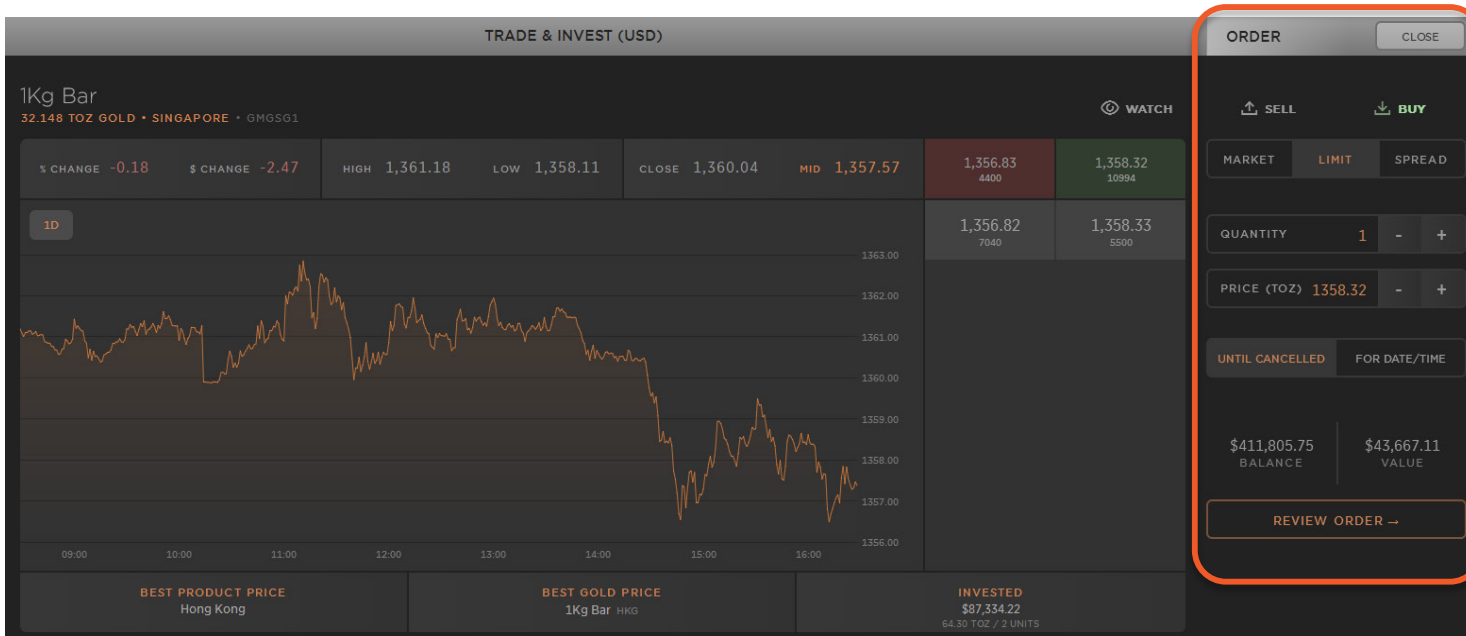 TRADE & INVEST (USD)
ORDER
CLOSE
1Kg Bar
32.148 TOZ GOLD • SINGAPORE • GMGSG1
WATCH
SELL
BUY
% CHANGE -0.18
$ CHANGE -2.47
HIGH 1,361.18
LOW 1,358.11
CLOSE 1,360.04
MID 1,357.57
1,356.83
4400
1,358.32
10994
MARKET
LIMIT
SPREAD
1D
1,356.82
7040
1,358.33
5500
QUANTITY 1 - +
PRICE (TOZ) 1358.32 - +
1363.00
1362.00
1361.00
1360.00
1359.00
1358.00
1357.00
1356.00
09:00
10:00
11:00
12:00
13:00
14:00
15:00
16:00
UNTIL CANCELLED
FOR DATE/TIME
$411,805.75
BALANCE
$43,667.11
VALUE
REVIEW ORDER →
BEST PRODUCT PRICE
Hong Kong
BEST GOLD PRICE
1Kg Bar HKG
INVESTED
$87,334.22
64.30 TOZ / 2 UNITS